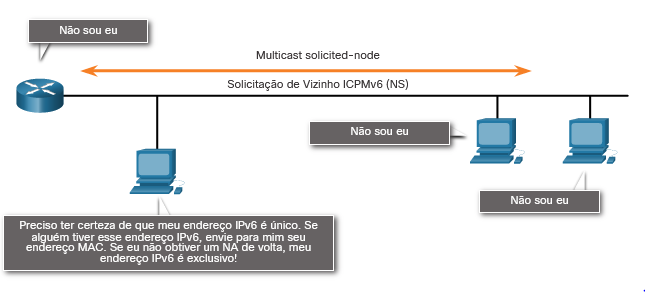 Não sou eu
Multicast solicited-node
Solicitação de Vizinho ICPMv6 (NS)
Não sou eu
Não sou eu
Preciso ter certeza de que meu endereço IPv6 é único. Se
alguém tiver esse endereço IPv6, envie para mim seu
endereço MAC. Se eu não obtiver um NA de volta, meu
endereço IPv6 é exclusivo!